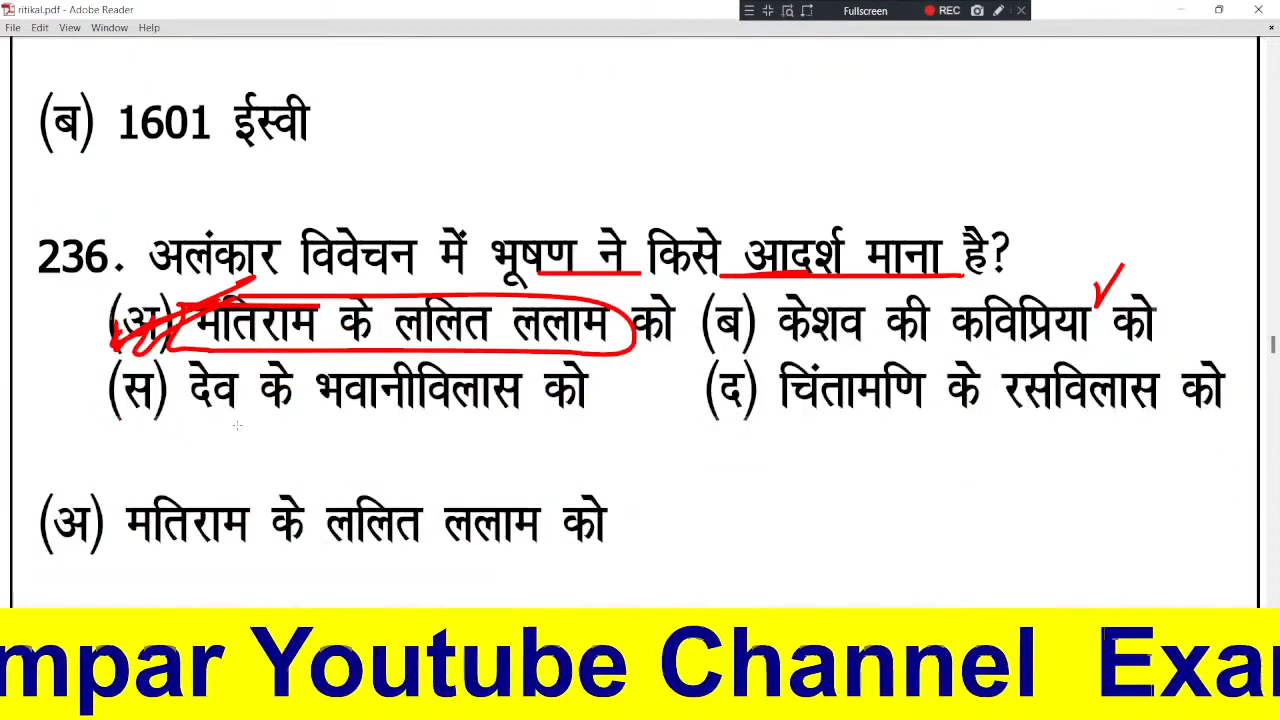 ritikal.pdf - Adobe Reader
Fullscreen REC
File Edit View Window Help
(ब) 1601 ईस्वी
236. अलंकार विवेचन में भूषण ने किसे आदर्श माना है?
(अ) मतिराम के ललित ललाम को (ब) केशव की कविप्रिया को
(स) देव के भवानीविलास को (द) चिंतामणि के रसविलास को
(अ) मतिराम के ललित ललाम को
mpar Youtube Channel Exa